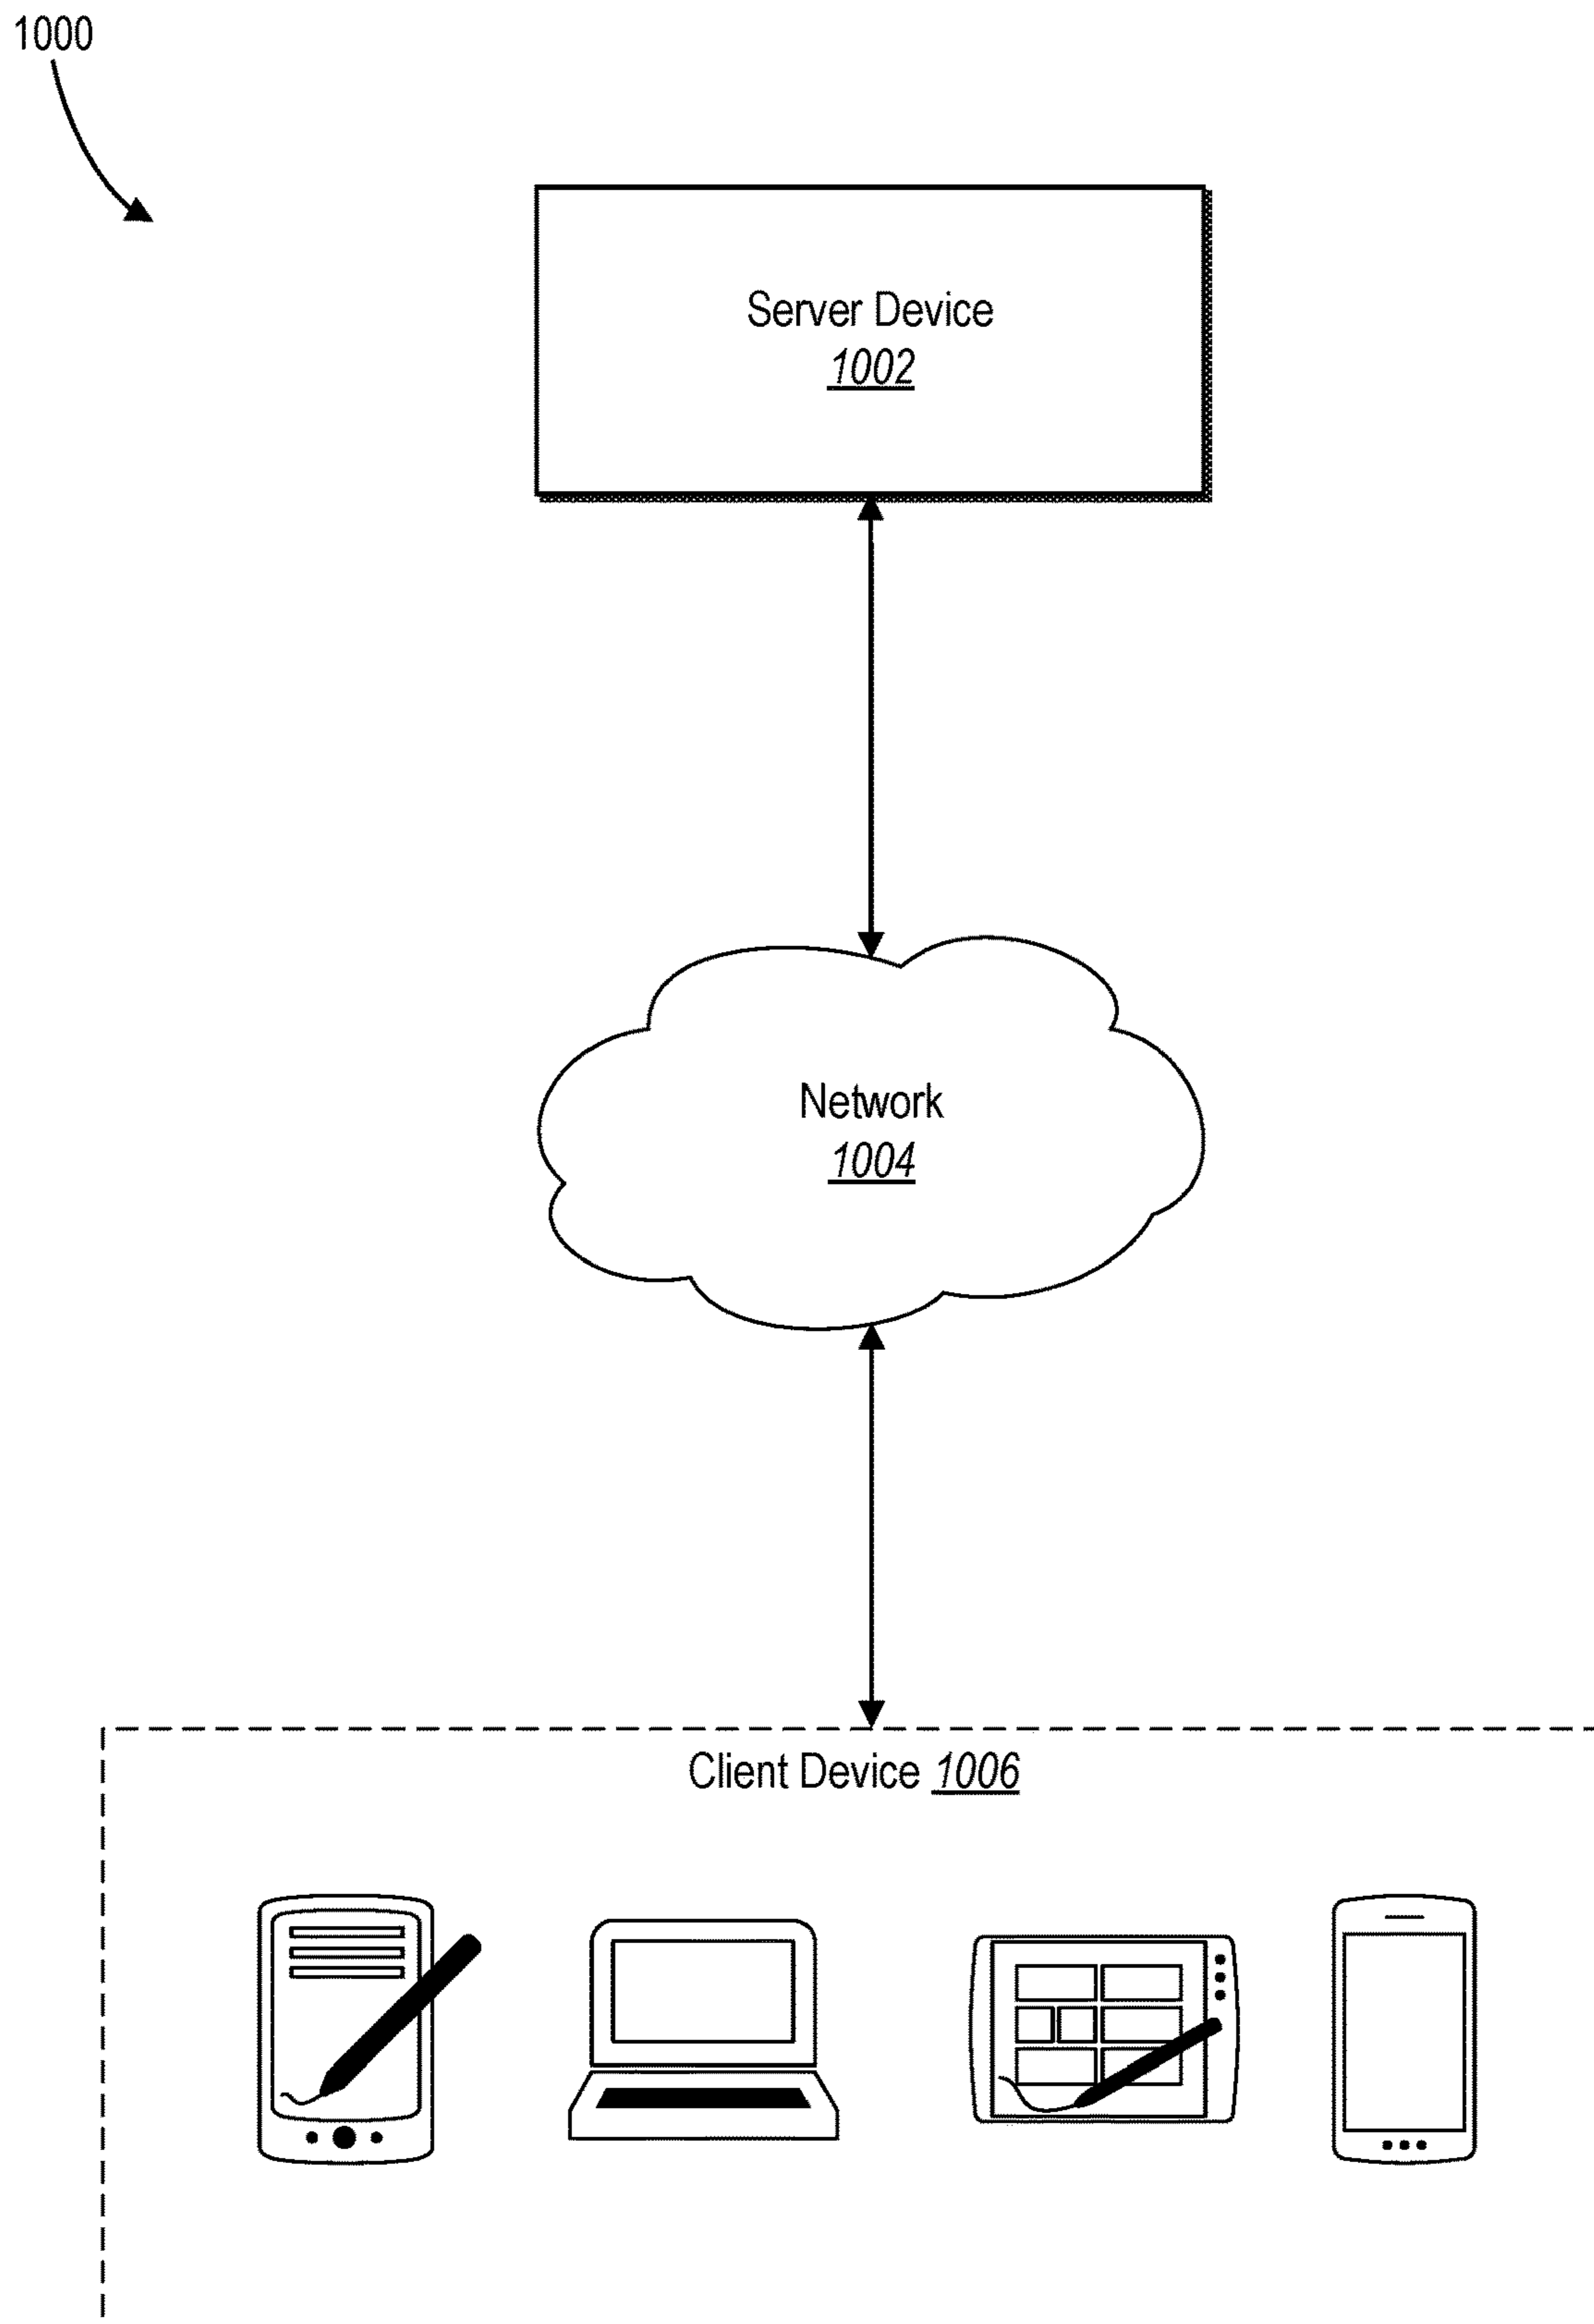 1000
Server Device
1002
Network
1004
Client Device 1006